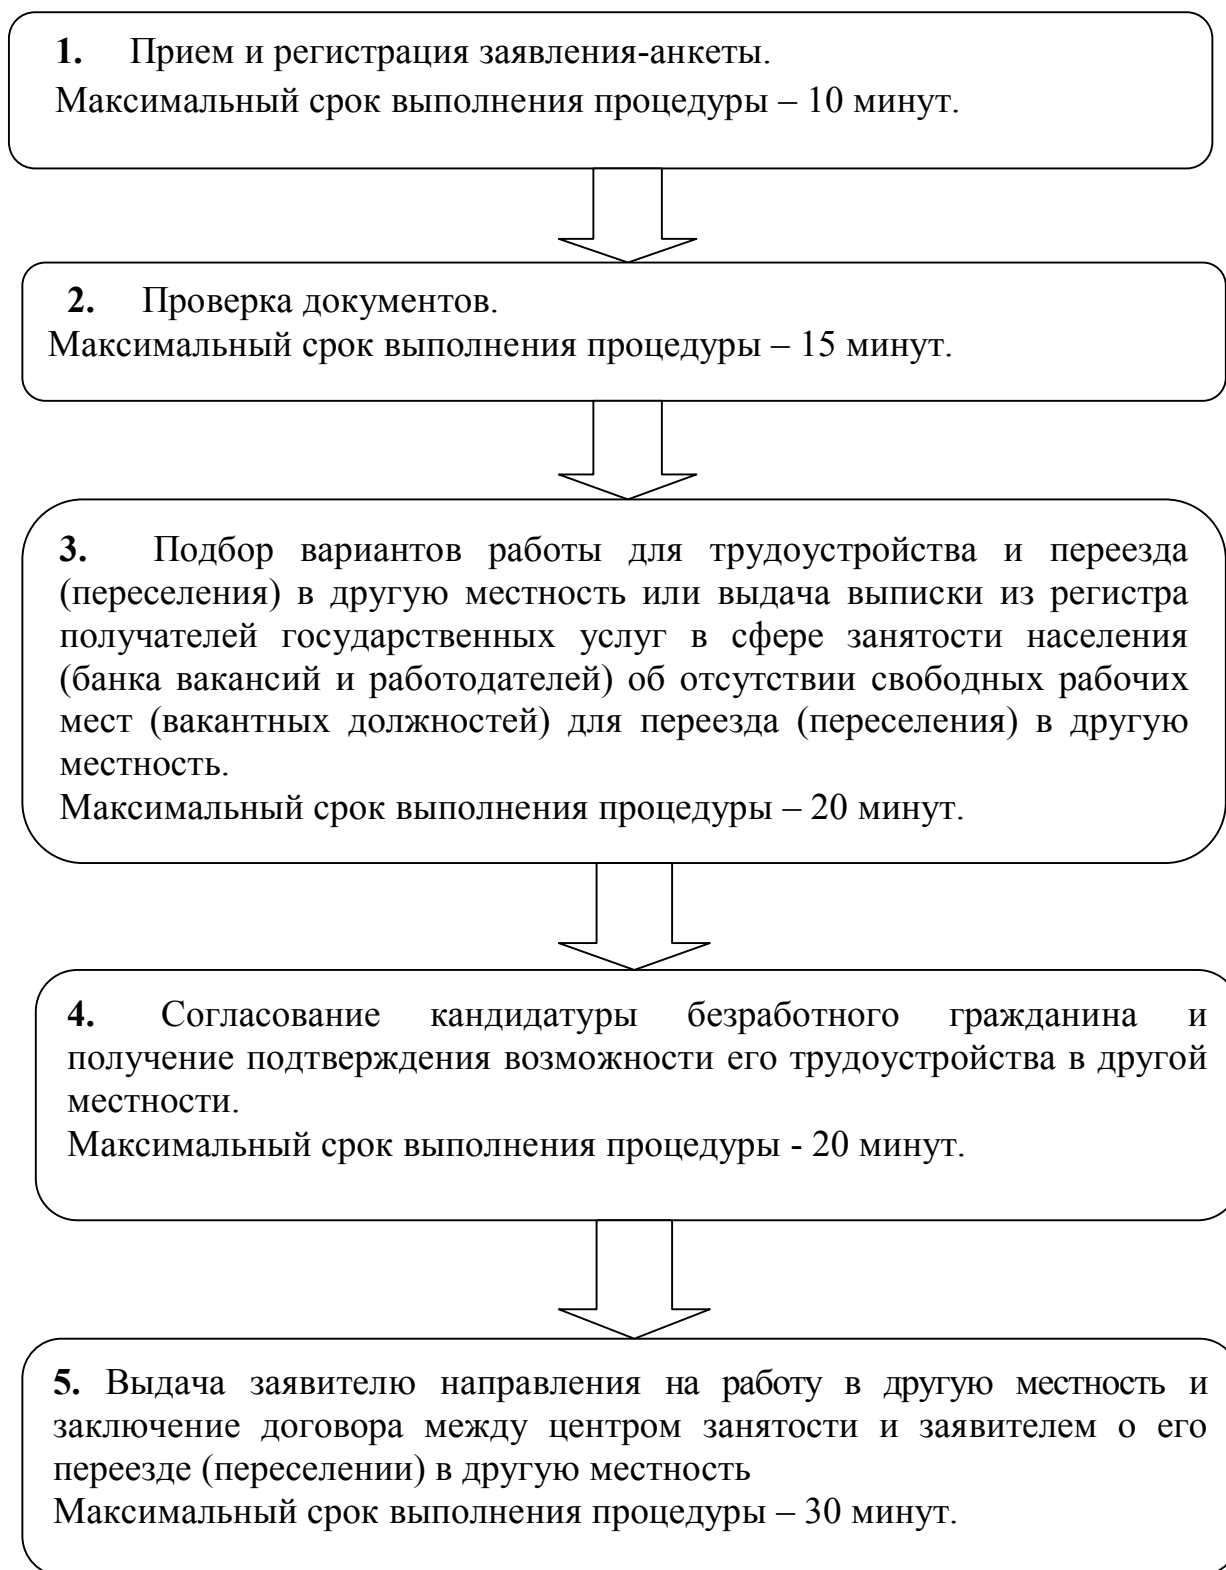 1. Прием и регистрация заявления-анкеты.
Максимальный срок выполнения процедуры – 10 минут.
2. Проверка документов.
Максимальный срок выполнения процедуры – 15 минут.
3. Подбор вариантов работы для трудоустройства и переезда
(переселения) в другую местность или выдача выписки из регистра
получателей государственных услуг в сфере занятости населения
(банка вакансий и работодателей) об отсутствии свободных рабочих
мест (вакантных должностей) для переезда (переселения) в другую
местность.
Максимальный срок выполнения процедуры – 20 минут.
4. Согласование кандидатуры безработного гражданина и
получение подтверждения возможности его трудоустройства в другой
местности.
Максимальный срок выполнения процедуры - 20 минут.
5. Выдача заявителю направления на работу в другую местность и
заключение договора между центром занятости и заявителем о его
переезде (переселении) в другую местность
Максимальный срок выполнения процедуры – 30 минут.